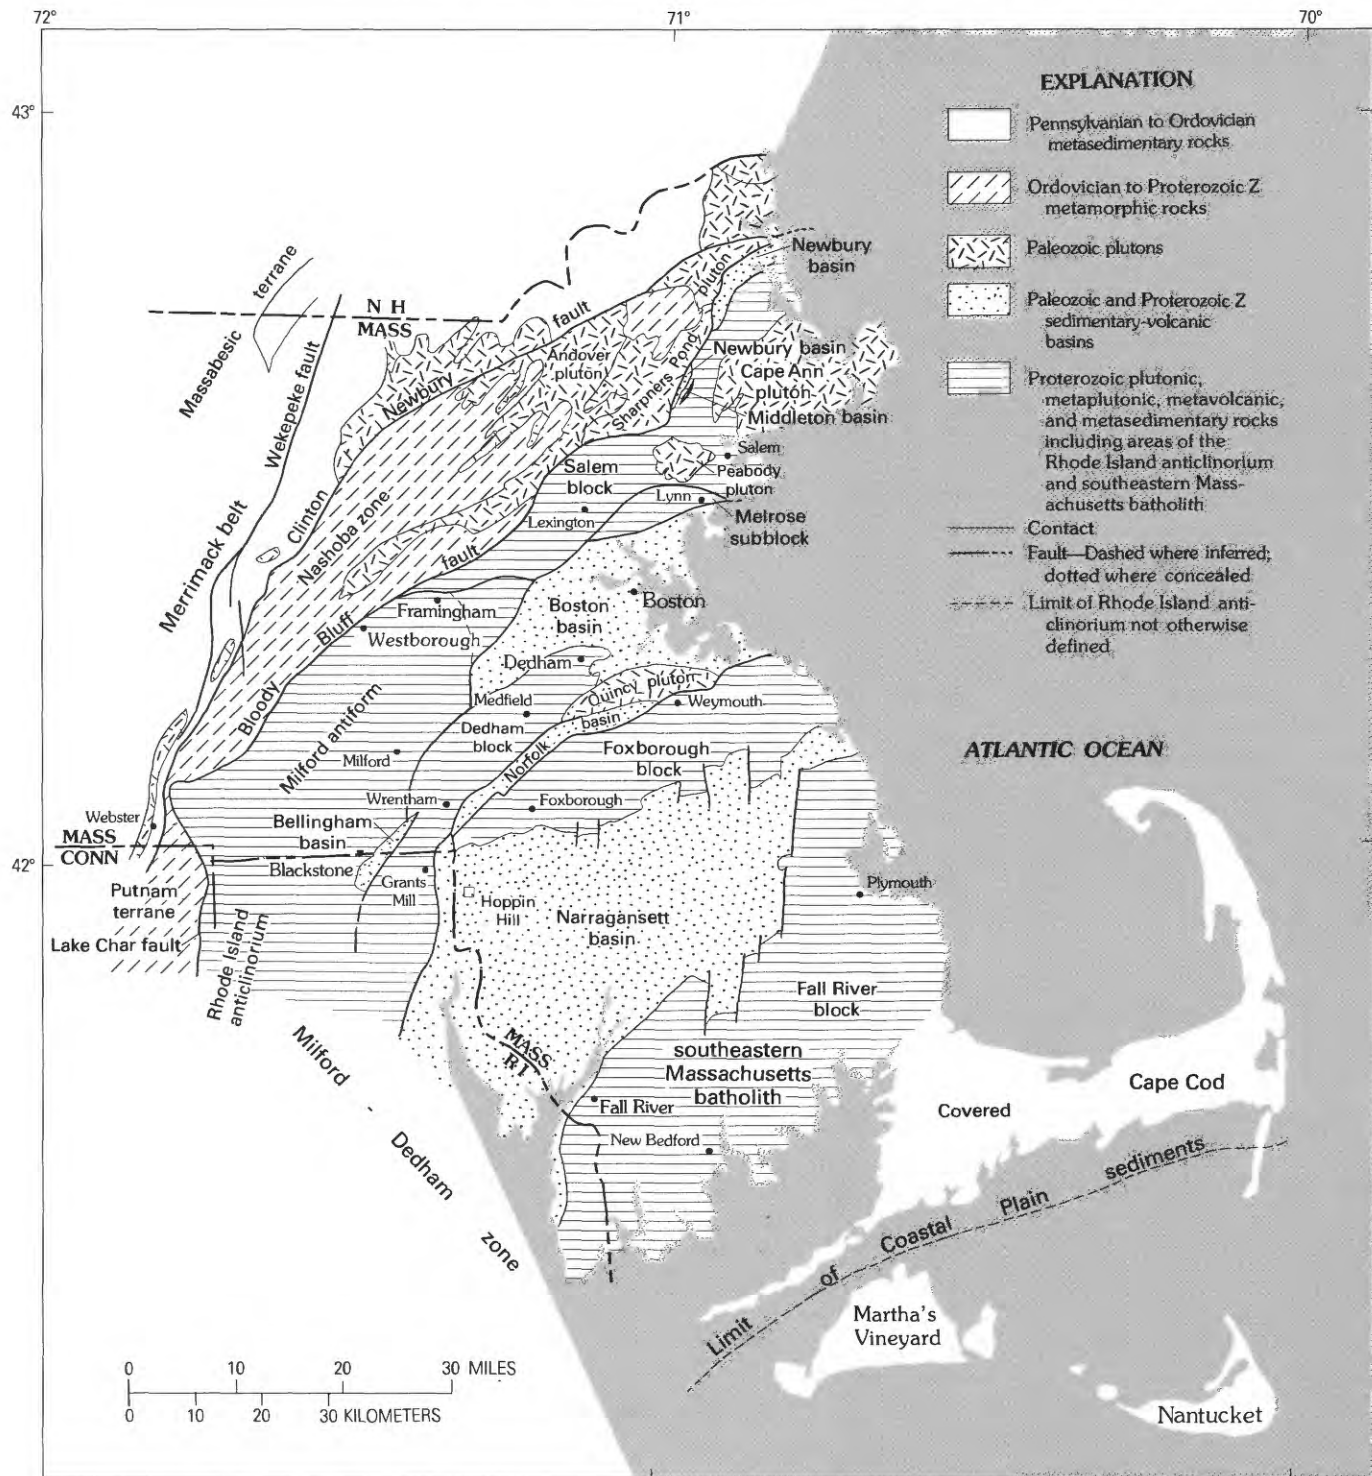 72°
71°
70°
43°
42°
EXPLANATION
Pennsylvanian to Ordovician
metasedimentary rocks
Ordovician to Proterozoic Z
metamorphic rocks
Paleozoic plutons
Paleozoic and Proterozoic Z
sedimentary-volcanic
basins
Proterozoic plutonic,
metaplutonic, metavolcanic,
and metasedimentary rocks
including areas of the
Rhode Island anticlinorium
and southeastern Mass-
achusetts batholith
Contact
Fault—Dashed where inferred;
dotted where concealed
Limit of Rhode Island anti-
clinorium not otherwise
defined
ATLANTIC OCEAN
Newbury
basin
Massabesic terrane
N H
MASS
Wekepeke fault
Merrimack belt
Clinton Newbury fault
Andover
pluton
Sharpners Pond pluton
Newbury basin
Cape Ann
pluton
Middleton basin
Salem
Peabody
pluton
Salem
block
Lynn
Melrose
subblock
Lexington
Nashoba zone
Bloody Bluff fault
Framingham
Westborough
Boston
basin
Boston
Dedham
Quincy pluton
Weymouth
Medfield
Dedham
block
Norfolk basin
Milford antiform
Milford
Foxborough
block
Wrentham
Foxborough
Webster
MASS
CONN
Bellingham
basin
Blackstone
Grants
Mill
Hoppin
Hill
Plymouth
Putnam
terrane
Lake Char fault
Narragansett
basin
Rhode Island
anticlinorium
Fall River
block
MASS
R I
southeastern
Massachusetts
batholith
Milford Dedham zone
Fall River
New Bedford
Covered
Cape Cod
Limit of Coastal Plain sediments
Martha's
Vineyard
Nantucket
0 10 20 30 MILES
0 10 20 30 KILOMETERS